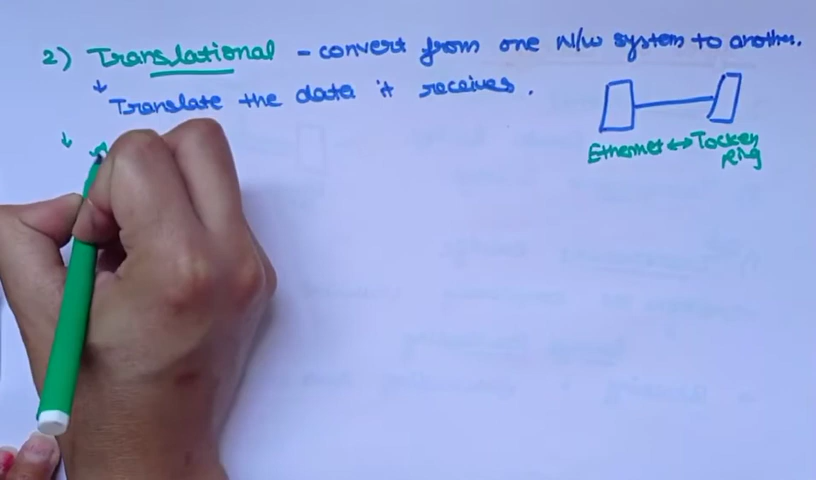 2) Translational - convert from one N/W system to another.
↓ Translate the data it receives.
Ethernet ↔ Tocken
Ring